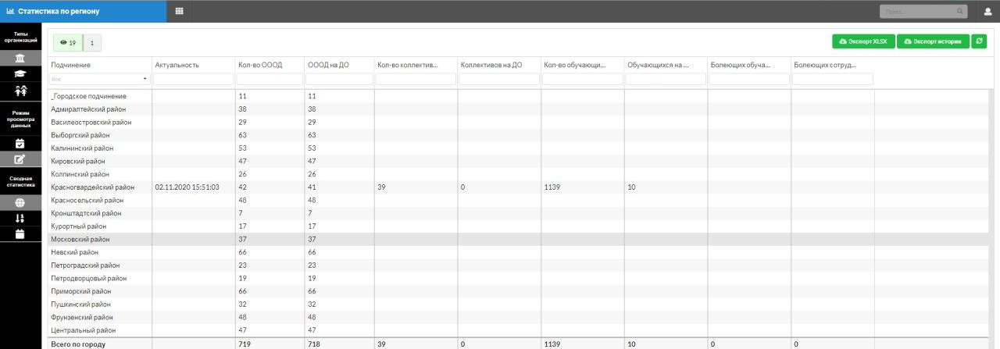 Статистика по региону
Поиск...
Типы
организаций
Режим
просмотра
данных
Сводная
статистика
19 1
Экспорт XLSX Экспорт истории
Подчинение Актуальность Кол-во ОООД ОООД на ДО Кол-во коллектив... Коллективов на ДО Кол-во обучающи... Обучающихся на ... Болеющих обуча... Болеющих сотруд...
Все
_Городское подчинение 11 11
Адмиралтейский район 38 38
Василеостровский район 29 29
Выборгский район 63 63
Калининский район 53 53
Кировский район 47 47
Колпинский район 26 26
Красногвардейский район 02.11.2020 15:51:03 42 41 39 0 1139 10
Красносельский район 48 48
Кронштадтский район 7 7
Курортный район 17 17
Московский район 37 37
Невский район 66 66
Петроградский район 23 23
Петродворцовый район 19 19
Приморский район 66 66
Пушкинский район 32 32
Фрунзенский район 48 48
Центральный район 47 47
Всего по городу 719 718 39 0 1139 10 0 0